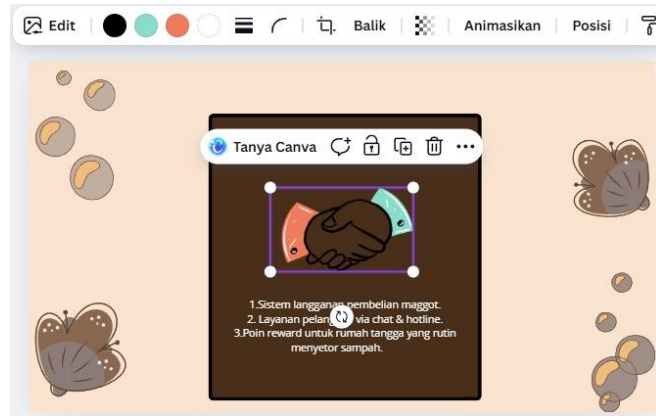 Edit Balik Animasikan Posisi
Tanya Canva
1.Sistem langganan pembelian maggot.
2. Layanan via chat & hotline.
3.Poin reward untuk rumah tangga yang rutin
menyetor sampah.